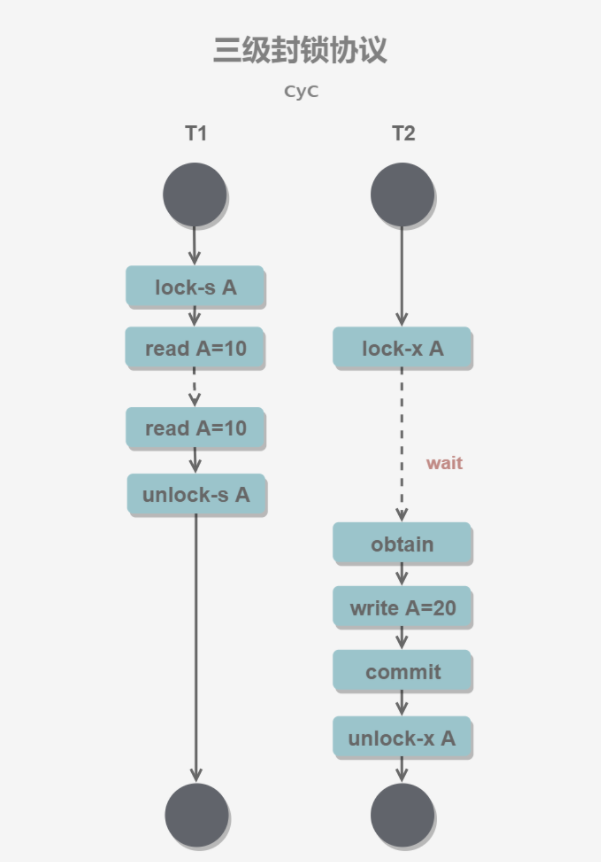 三级封锁协议
CyC
T1 T2
lock-s A
read A=10 lock-x A
read A=10
wait
unlock-s A
obtain
write A=20
commit
unlock-x A